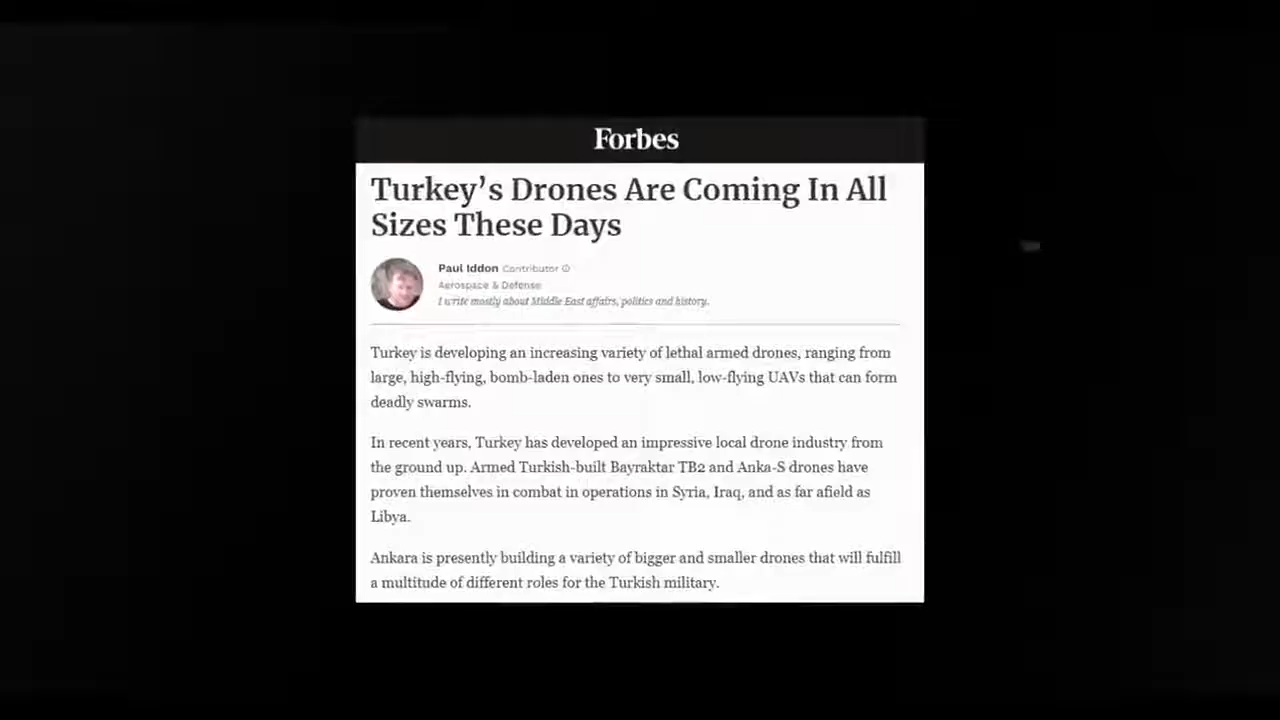 Forbes
Turkey's Drones Are Coming In All
Sizes These Days
Paul Iddon Contributor
Aerospace & Defense
I write mostly about Middle East affairs, politics and history.
Turkey is developing an increasing variety of lethal armed drones, ranging from
large, high-flying, bomb-laden ones to very small, low-flying UAVs that can form
deadly swarms.
In recent years, Turkey has developed an impressive local drone industry from
the ground up. Armed Turkish-built Bayraktar TB2 and Anka-S drones have
proven themselves in combat in operations in Syria, Iraq, and as far afield as
Libya.
Ankara is presently building a variety of bigger and smaller drones that will fulfill
a multitude of different roles for the Turkish military.